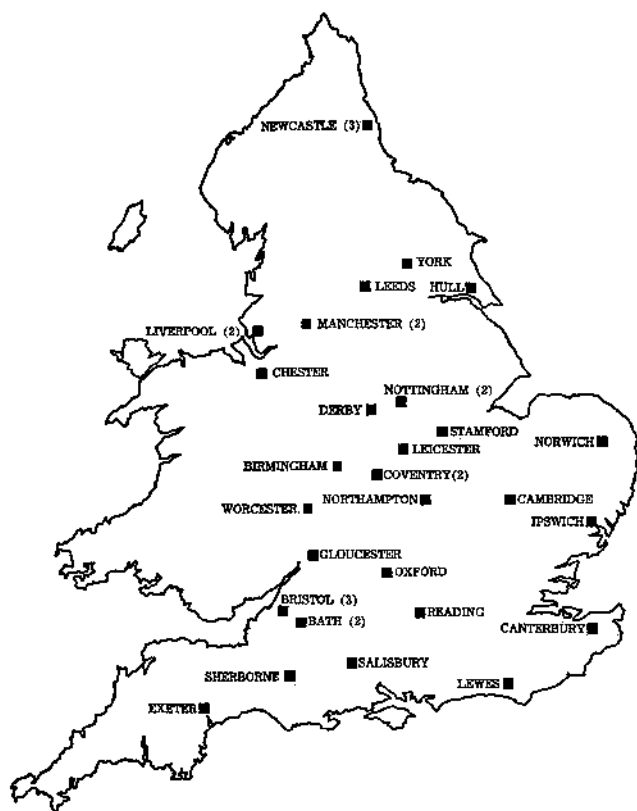 NEWCASTLE (3)
YORK
LEEDS
HULL
LIVERPOOL (2)
MANCHESTER (2)
CHESTER
NOTTINGHAM (2)
DERBY
STAMFORD
NORWICH
LEICESTER
BIRMINGHAM
COVENTRY(2)
NORTHAMPTON
CAMBRIDGE
WORCESTER
IPSWICH
GLOUCESTER
OXFORD
BRISTOL (3)
READING
BATH (2)
CANTERBURY
SALISBURY
SHERBORNE
LEWES
EXETER